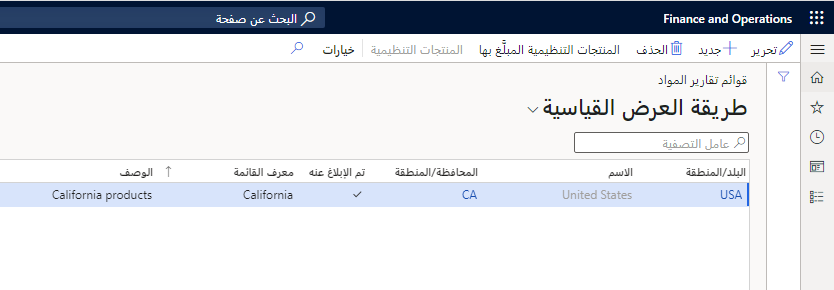 Finance and Operations البحث عن صفحة
تحرير جديد الحذف المنتجات التنظيمية المبلَّغ بها المنتجات التنظيمية خيارات
قوائم تقارير المواد
طريقة العرض القياسية
عامل التصفية
البلد/المنطقة الاسم المحافظة/المنطقة تم الإبلاغ عنه معرف القائمة الوصف
USA United States CA California California products